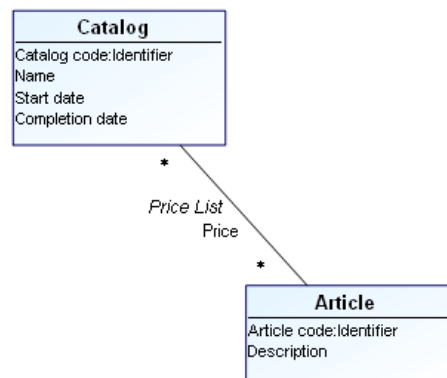 Catalog
Catalog code:Identifier
Name
Start date
Completion date
*
Price List
Price
*
Article
Article code:Identifier
Description